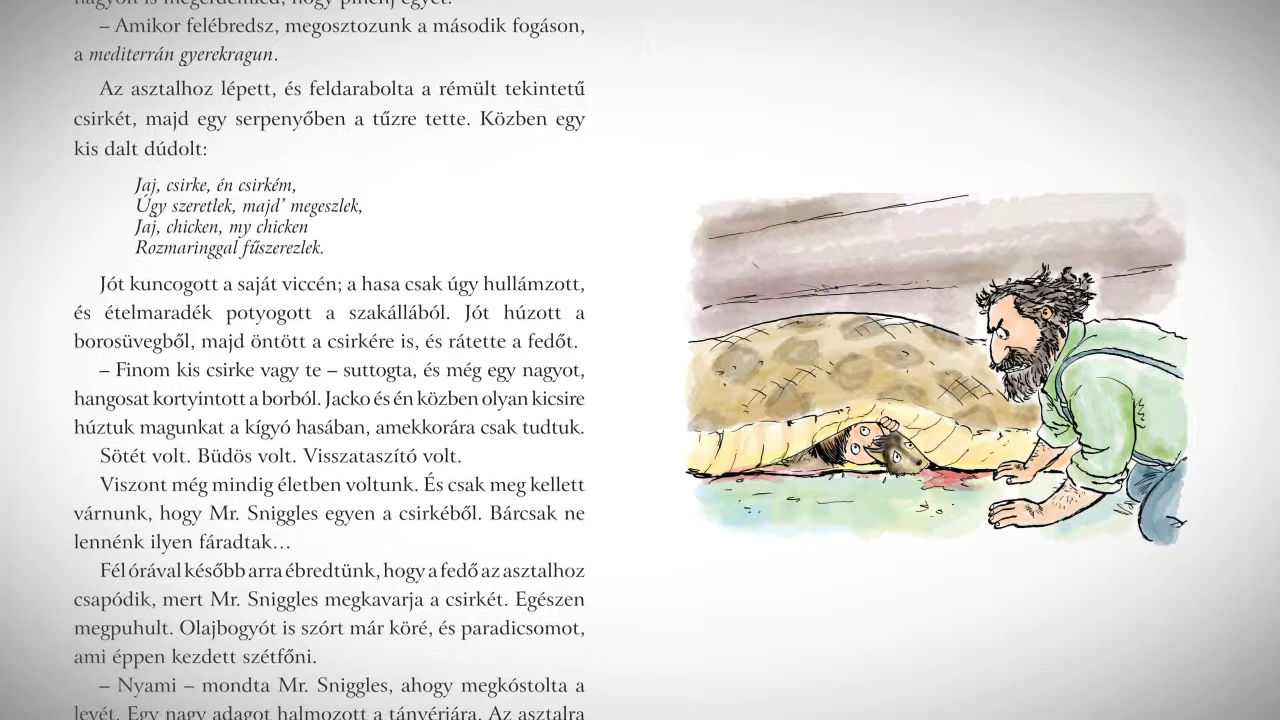 nagyon is megérdemled, hogy pihenj egyet.
– Amikor felébredsz, megosztozunk a második fogáson,
a mediterrán gyerekragun.
Az asztalhoz lépett, és feldarabolta a rémült tekintetű
csirkét, majd egy serpenyőben a tűzre tette. Közben egy
kis dalt dúdolt:
Jaj, csirke, én csirkém,
Úgy szeretlek, majd’ megeszlek,
Jaj, chicken, my chicken
Rozmaringgal fűszerezlek.
Jót kuncogott a saját viccén; a hasa csak úgy hullámzott,
és ételmaradék potyogott a szakállából. Jót húzott a
borosüvegből, majd öntött a csirkére is, és rátette a fedőt.
– Finom kis csirke vagy te – suttogta, és még egy nagyot,
hangosat kortyintott a borból. Jacko és én közben olyan kicsire
húztuk magunkat a kígyó hasában, amekkorára csak tudtuk.
Sötét volt. Büdös volt. Visszataszító volt.
Viszont még mindig életben voltunk. És csak meg kellett
várnunk, hogy Mr. Sniggles egyen a csirkéből. Bárcsak ne
lennénk ilyen fáradtak…
Fél órával később arra ébredtünk, hogy a fedő az asztalhoz
csapódik, mert Mr. Sniggles megkavarja a csirkét. Egészen
megpuhult. Olajbogyót is szórt már köré, és paradicsomot,
ami éppen kezdett szétfőni.
– Nyami – mondta Mr. Sniggles, ahogy megkóstolta a
levét. Egy nagy adagot halmozott a tányérjára. Az asztalra